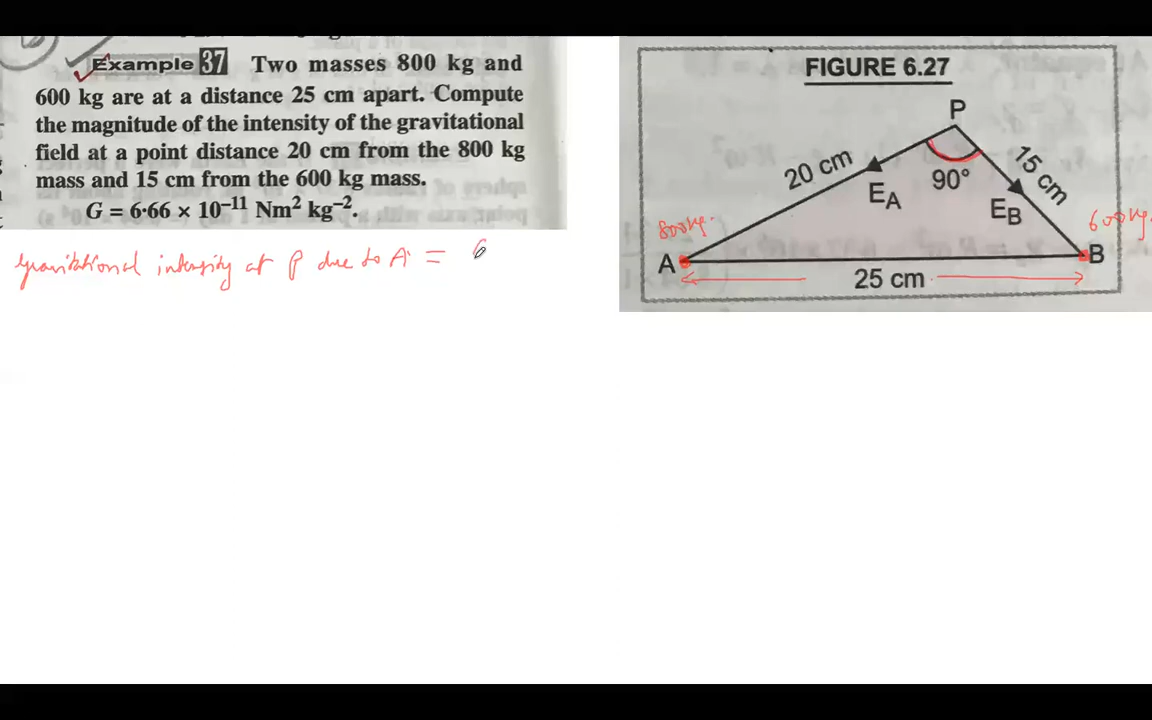 Example 37 Two masses 800 kg and
600 kg are at a distance 25 cm apart. Compute
the magnitude of the intensity of the gravitational
field at a point distance 20 cm from the 800 kg
mass and 15 cm from the 600 kg mass.
G = 6·66 × 10⁻¹¹ Nm² kg⁻².
gravitational intensity at P due to A =
FIGURE 6.27
P
20 cm
15 cm
90°
EA
EB
800kg.
600kg.
A
B
25 cm